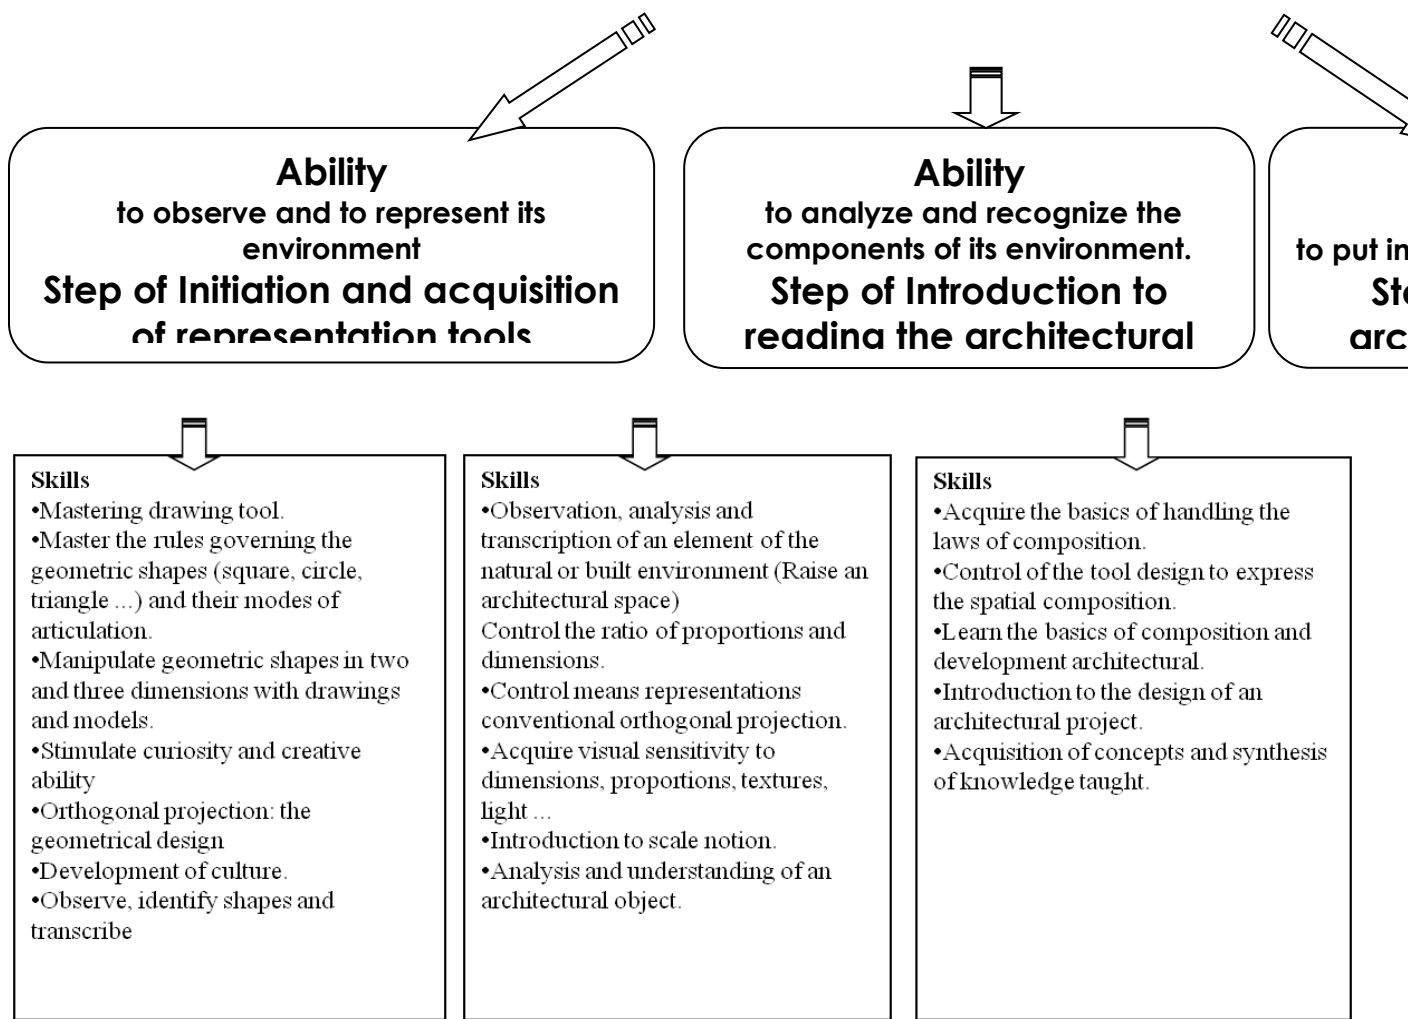 Ability
to observe and to represent its
environment
Step of Initiation and acquisition
of representation tools
Ability
to analyze and recognize the
components of its environment.
Step of Introduction to
reading the architectural
to put in
Skills
•Mastering drawing tool.
•Master the rules governing the
geometric shapes (square, circle,
triangle ...) and their modes of
articulation.
•Manipulate geometric shapes in two
and three dimensions with drawings
and models.
•Stimulate curiosity and creative
ability
•Orthogonal projection: the
geometrical design
•Development of culture.
•Observe, identify shapes and
transcribe
Skills
•Observation, analysis and
transcription of an element of the
natural or built environment (Raise an
architectural space)
Control the ratio of proportions and
dimensions.
•Control means representations
conventional orthogonal projection.
•Acquire visual sensitivity to
dimensions, proportions, textures,
light ...
•Introduction to scale notion.
•Analysis and understanding of an
architectural object.
Skills
•Acquire the basics of handling the
laws of composition.
•Control of the tool design to express
the spatial composition.
•Learn the basics of composition and
development architectural.
•Introduction to the design of an
architectural project.
•Acquisition of concepts and synthesis
of knowledge taught.